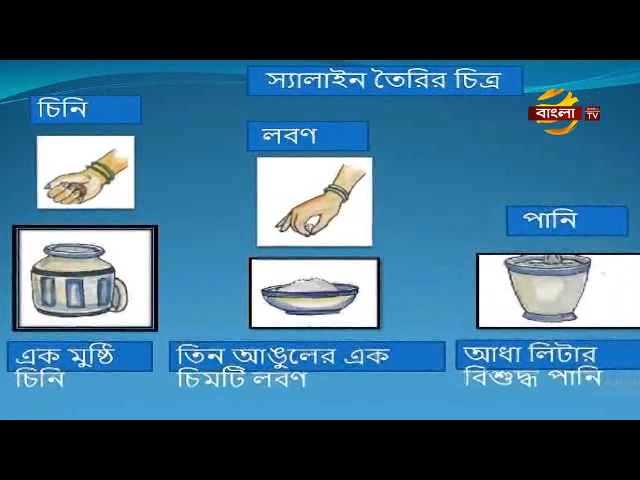 স্যালাইন তৈরির চিত্র
চিনি
লবণ
পানি
বাংলা
TV
এক মুষ্ঠি
চিনি
তিন আঙুলের এক
চিমটি লবণ
আধা লিটার
বিশুদ্ধ পানি